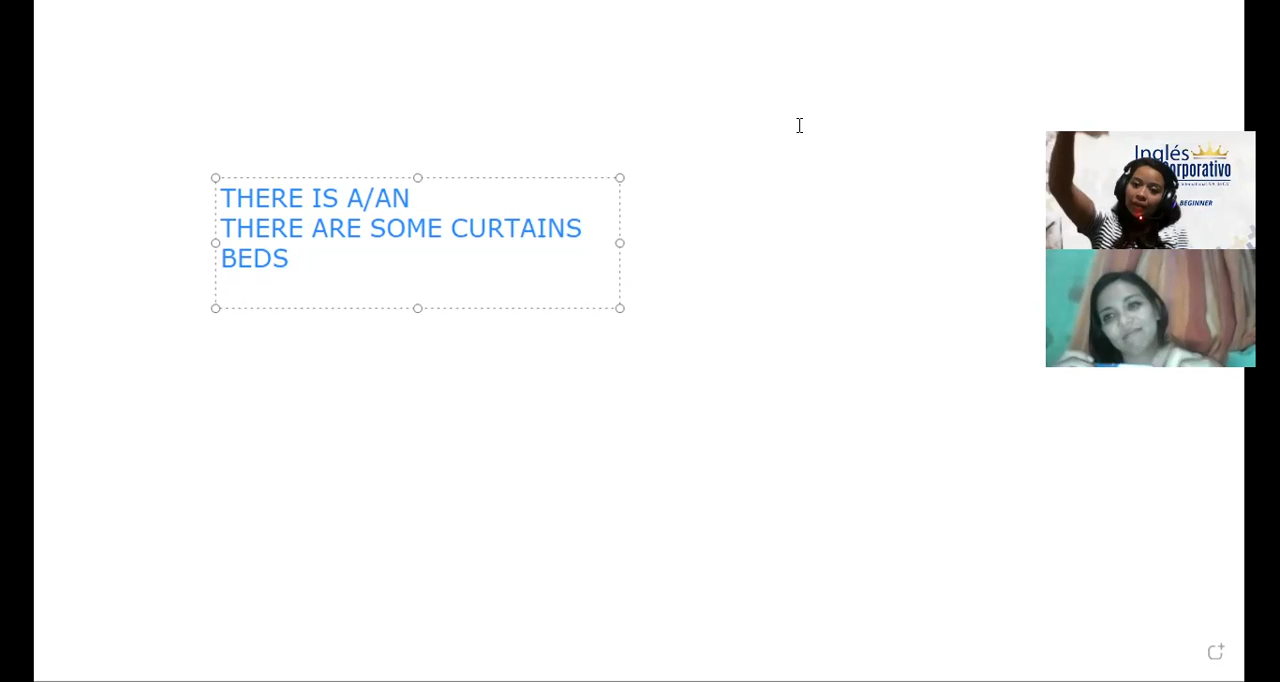 THERE IS A/AN
THERE ARE SOME CURTAINS
BEDS
Inglés
Corporativo
BEGINNER